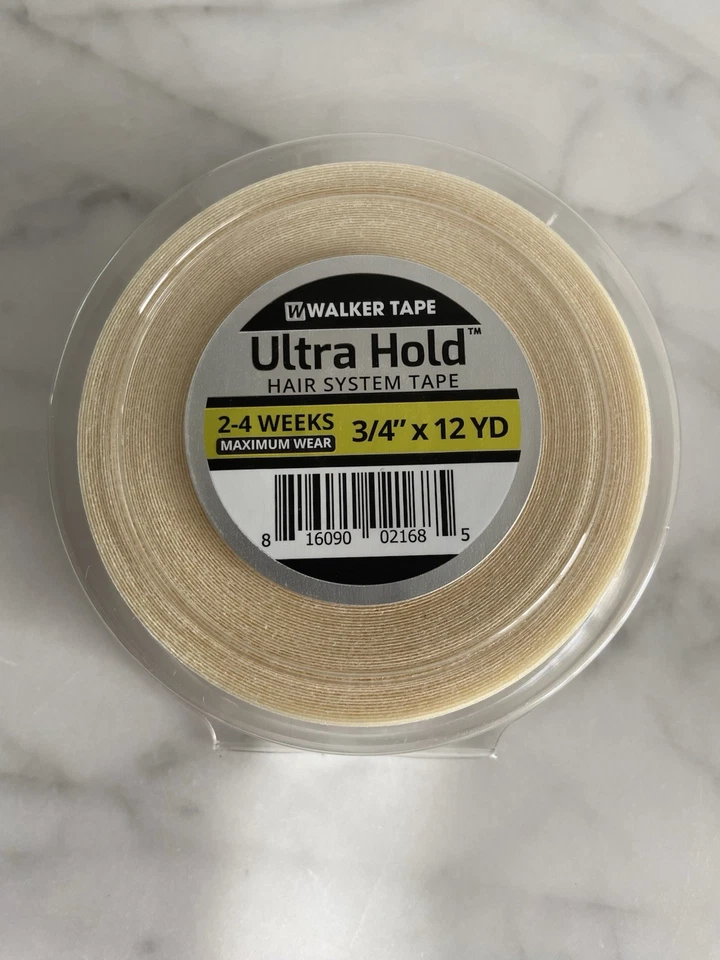 W WALKER TAPE
Ultra Hold™
HAIR SYSTEM TAPE
2-4 WEEKS
MAXIMUM WEAR
3/4” x 12 YD
8 16090 02168 5